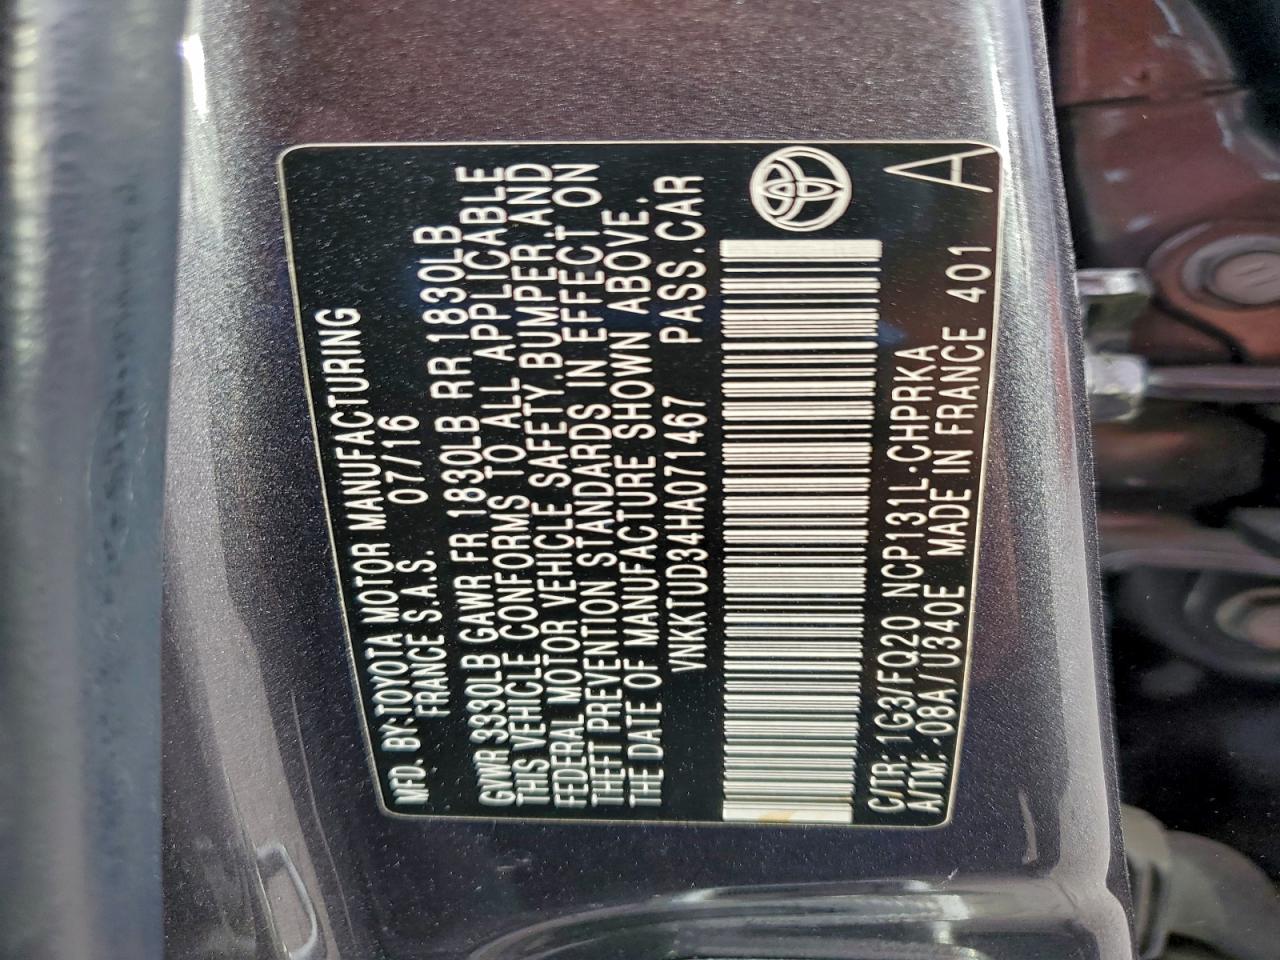 MFD. BY: TOYOTA MOTOR MANUFACTURING
FRANCE S.A.S. 07/16
GVWR 3330LB GAWR FR 1830LB RR 1830LB
THIS VEHICLE CONFORMS TO ALL APPLICABLE
FEDERAL MOTOR VEHICLE SAFETY, BUMPER, AND
THEFT PREVENTION STANDARDS IN EFFECT ON
THE DATE OF MANUFACTURE SHOWN ABOVE.
VNKKTUD34HA071467 PASS.CAR
C/TR: 1G3/FQ20 NCP131L-CHPRKA
A/TM: -08A/U340E MADE IN FRANCE 401 A